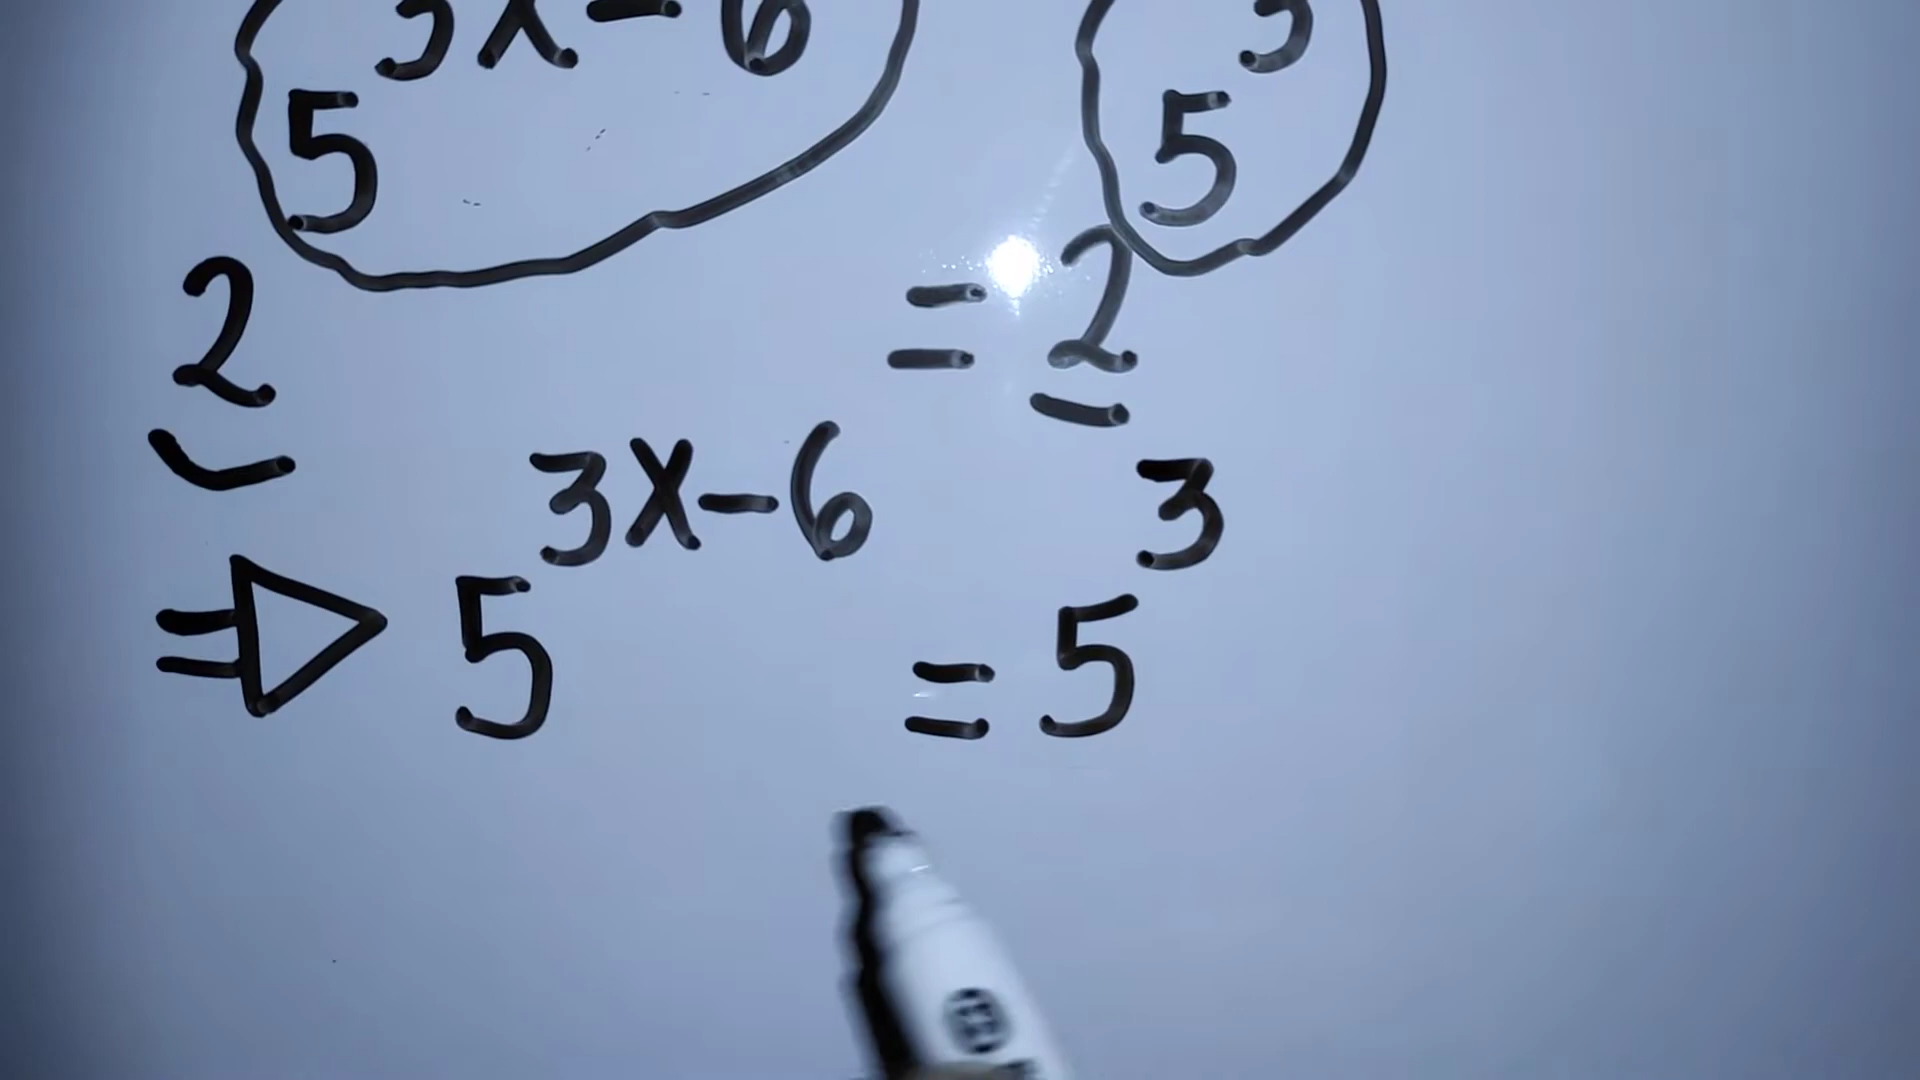 2^{5^{3x-6}} = 2^{5^{3}}
⇒ 5^{3x-6} = 5^{3}